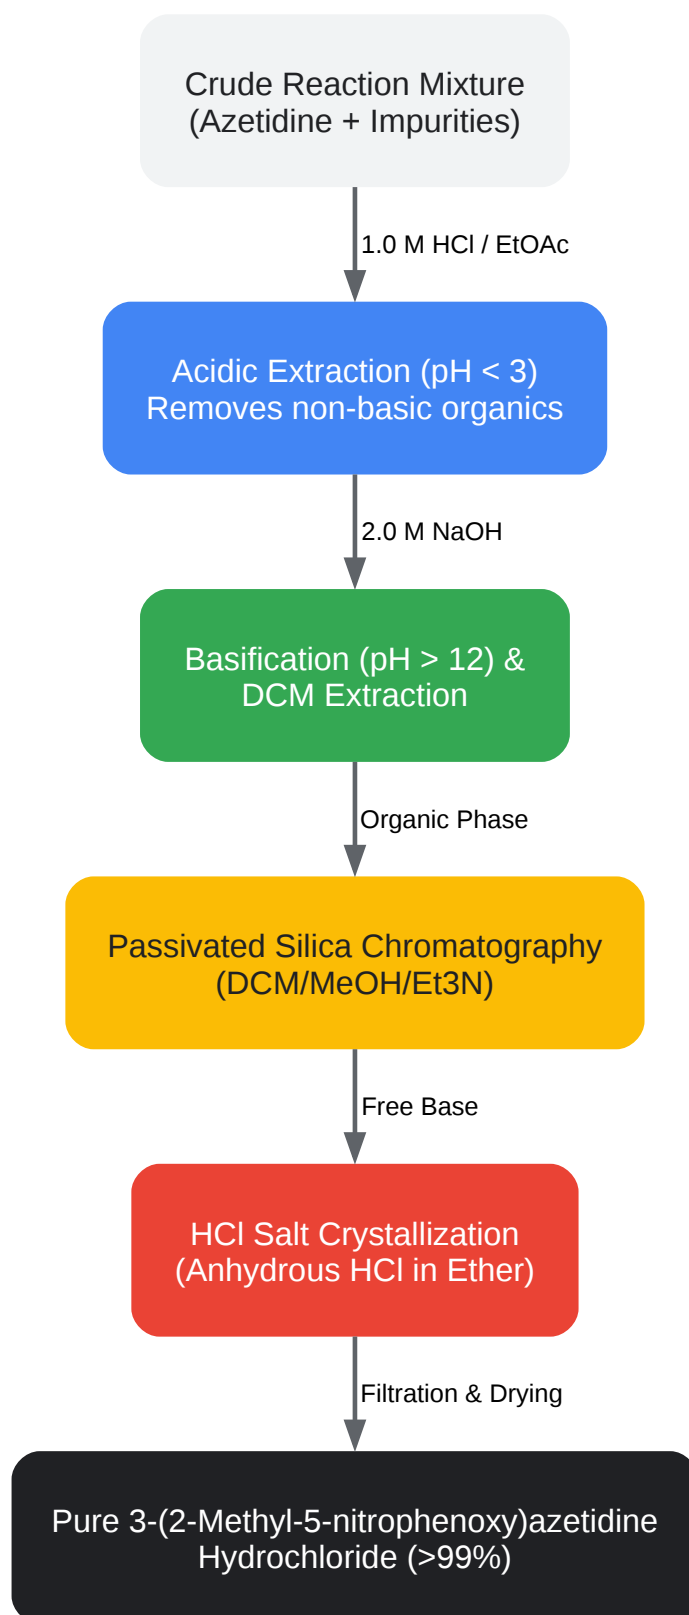 Crude Reaction Mixture
(Azetidine + Impurities)
1.0 M HCl / EtOAc
Acidic Extraction (pH < 3)
Removes non-basic organics
2.0 M NaOH
Basification (pH > 12) &
DCM Extraction
Organic Phase
Passivated Silica Chromatography
(DCM/MeOH/Et3N)
Free Base
HCl Salt Crystallization
(Anhydrous HCl in Ether)
Filtration & Drying
Pure 3-(2-Methyl-5-nitrophenoxy)azetidine
Hydrochloride (>99%)